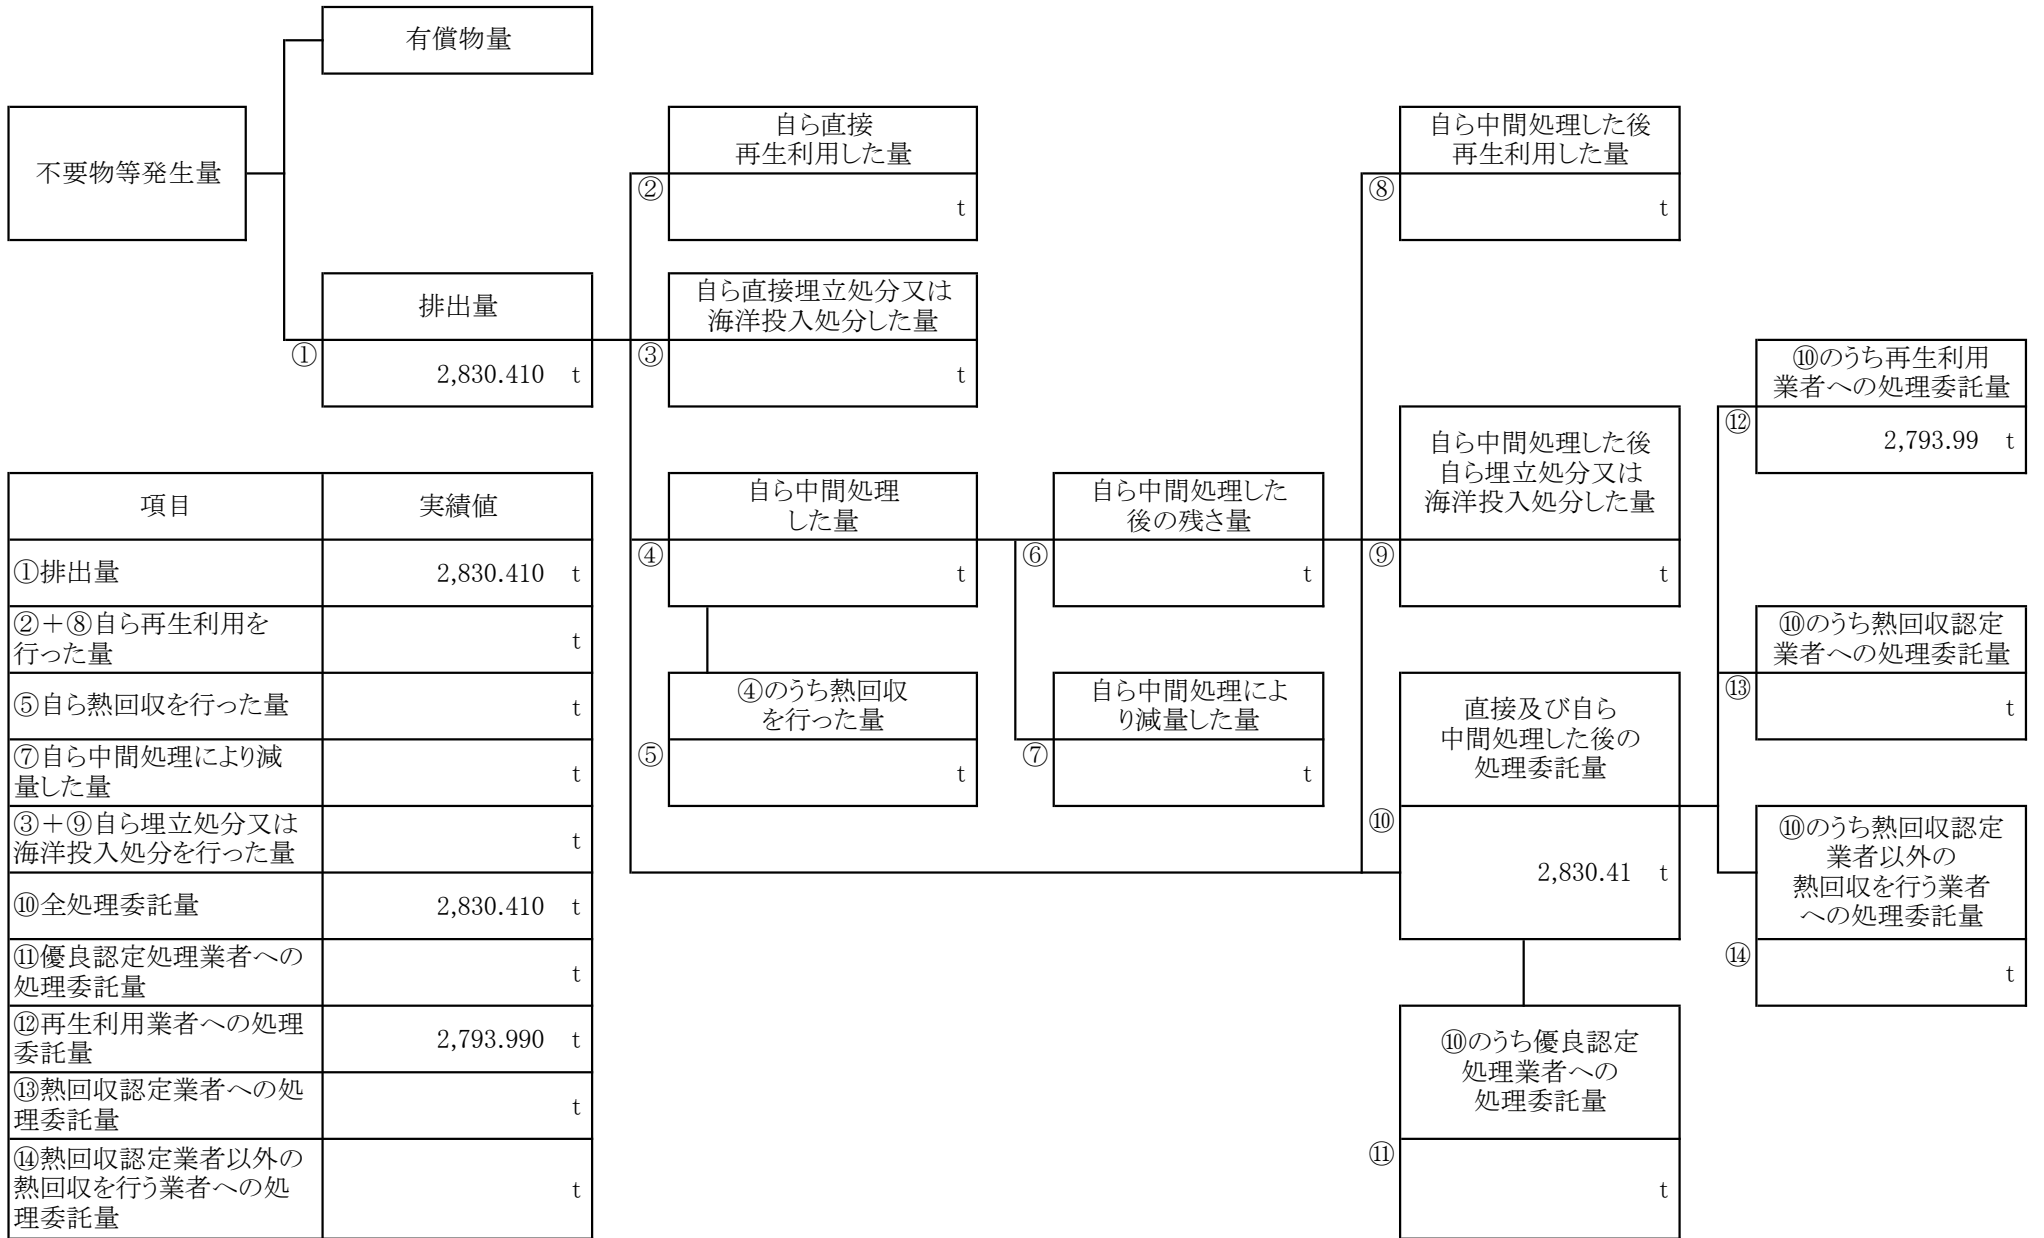 有償物量
不要物等発生量
排出量
①
2,830.410 t
自ら直接
再生利用した量
②
t
自ら直接埋立処分又は
海洋投入処分した量
③
t
自ら中間処理
した量
④
t
④のうち熱回収
を行った量
⑤
t
自ら中間処理した
後の残さ量
⑥
t
自ら中間処理によ
り減量した量
⑦
t
自ら中間処理した後
再生利用した量
⑧
t
自ら中間処理した後
自ら埋立処分又は
海洋投入処分した量
⑨
t
直接及び自ら
中間処理した後の
処理委託量
⑩
2,830.41 t
⑩のうち優良認定
処理業者への
処理委託量
⑪
t
⑩のうち再生利用
業者への処理委託量
⑫
2,793.99 t
⑩のうち熱回収認定
業者への処理委託量
⑬
t
⑩のうち熱回収認定
業者以外の
熱回収を行う業者
への処理委託量
⑭
t
項目 実績値
①排出量 2,830.410 t
②＋⑧自ら再生利用を
行った量
t
⑤自ら熱回収を行った量 t
⑦自ら中間処理により減
量した量
t
③＋⑨自ら埋立処分又は
海洋投入処分を行った量
t
⑩全処理委託量 2,830.410 t
⑪優良認定処理業者への
処理委託量
t
⑫再生利用業者への処理
委託量
2,793.990 t
⑬熱回収認定業者への処
理委託量
t
⑭熱回収認定業者以外の
熱回収を行う業者への処
理委託量
t